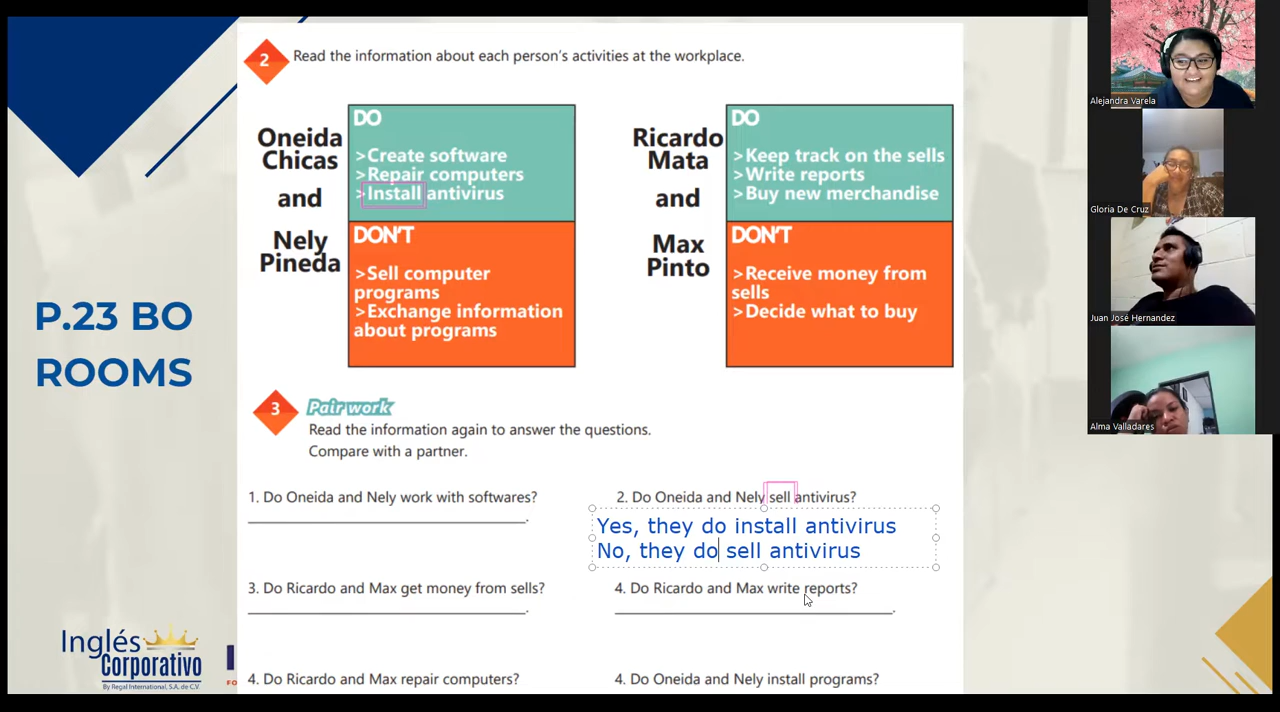 2 Read the information about each person's activities at the workplace.
Oneida
Chicas
and
Nely
Pineda
DO
>Create software
>Repair computers
>Install antivirus
DON'T
>Sell computer
programs
>Exchange information
about programs
Ricardo
Mata
and
Max
Pinto
DO
>Keep track on the sells
>Write reports
>Buy new merchandise
DON'T
>Receive money from
sells
>Decide what to buy
P.23 BO
ROOMS
3 Pair work
Read the information again to answer the questions.
Compare with a partner.
1. Do Oneida and Nely work with softwares?
2. Do Oneida and Nely sell antivirus?
Yes, they do install antivirus
No, they do sell antivirus
3. Do Ricardo and Max get money from sells?
4. Do Ricardo and Max write reports?
4. Do Ricardo and Max repair computers?
4. Do Oneida and Nely install programs?
Inglés
Corporativo
By Regal International, S.A. de C.V.
Alejandra Varela
Gloria De Cruz
Juan José Hernandez
Alma Valladares